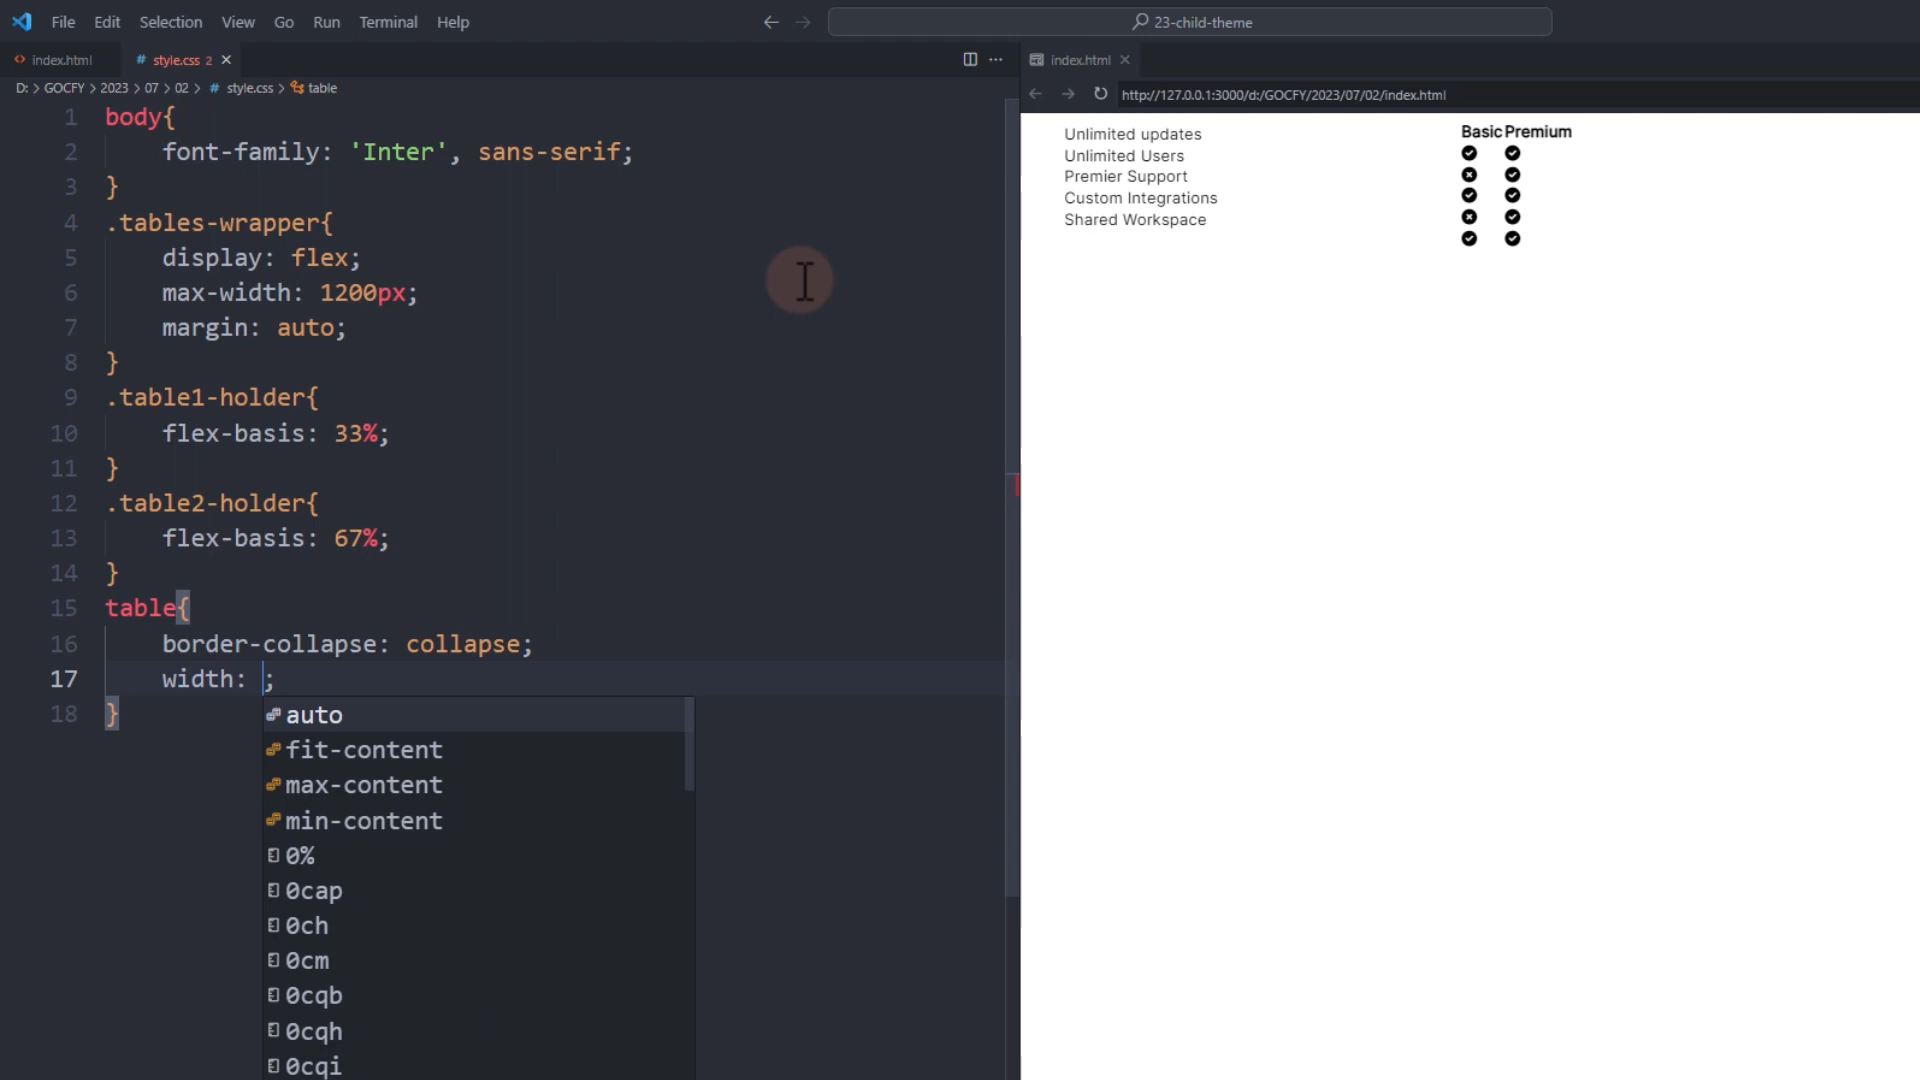 File Edit Selection View Go Run Terminal Help
23-child-theme
index.html
# style.css 2
index.html
D: > GOCFY > 2023 > 07 > 02 > # style.css > table
http://127.0.0.1:3000/d:/GOCFY/2023/07/02/index.html
1 body{
2 font-family: 'Inter', sans-serif;
3 }
4 .tables-wrapper{
5 display: flex;
6 max-width: 1200px;
7 margin: auto;
8 }
9 .table1-holder{
10 flex-basis: 33%;
11 }
12 .table2-holder{
13 flex-basis: 67%;
14 }
15 table{
16 border-collapse: collapse;
17 width: ;
18 }
auto
fit-content
max-content
min-content
0%
0cap
0ch
0cm
0cqb
0cqh
0cqi
Basic Premium
Unlimited updates
Unlimited Users
Premier Support
Custom Integrations
Shared Workspace